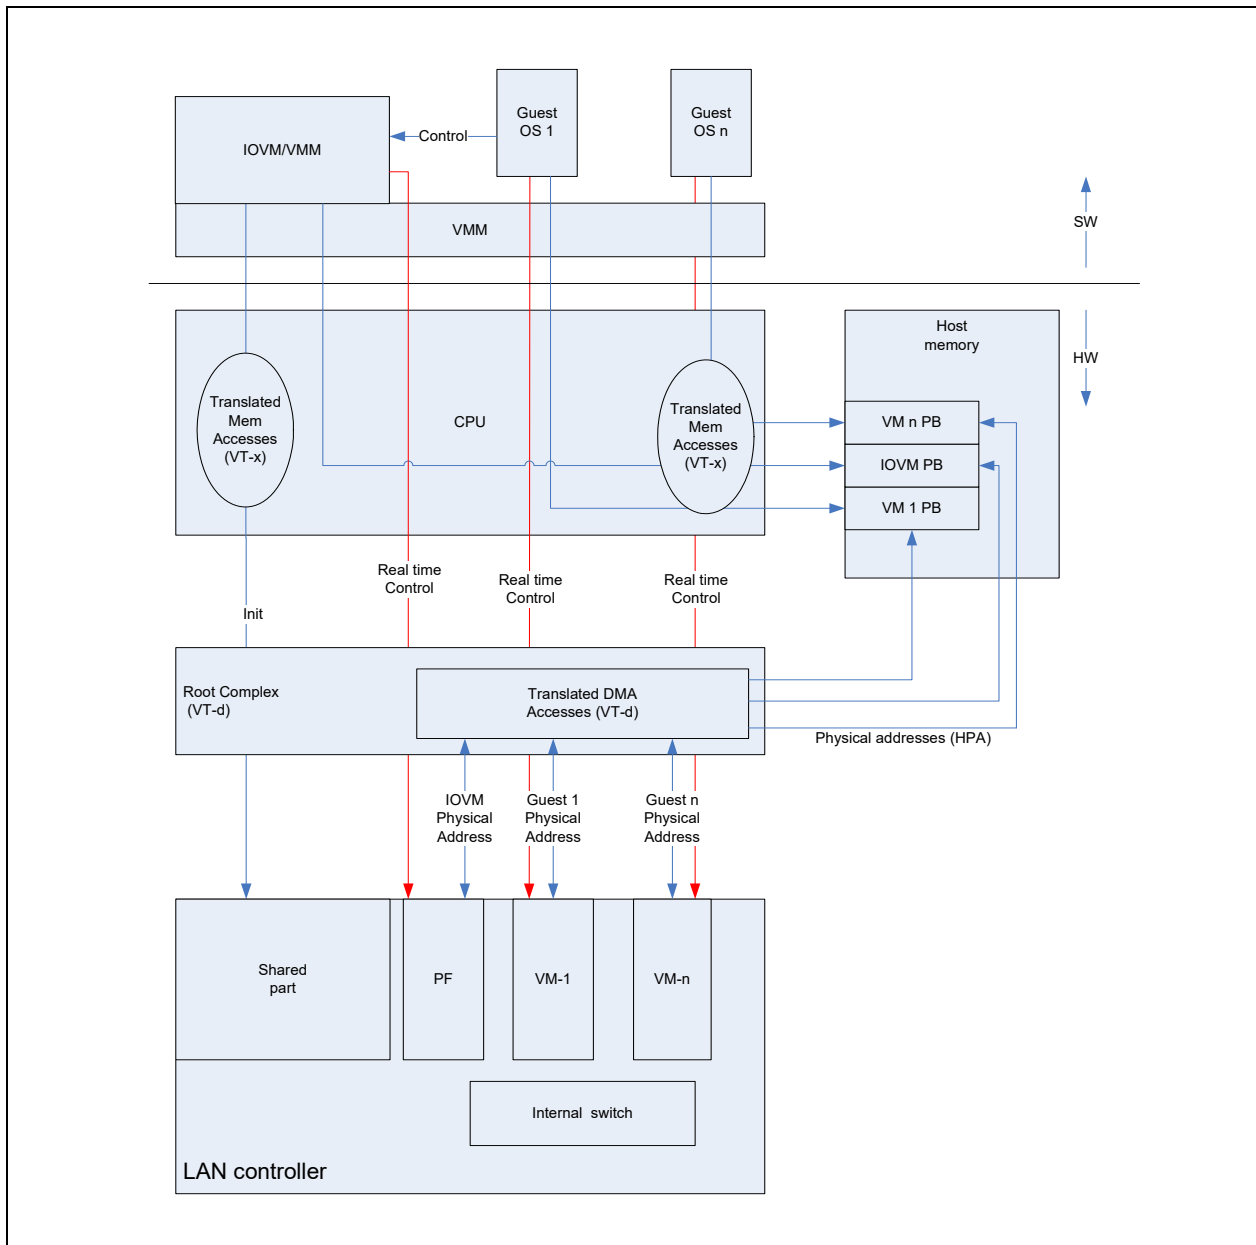 Guest
OS 1
Guest
OS n
IOVM/VMM
Control
VMM
SW
HW
Host
memory
Translated
Mem
Accesses
(VT-x)
CPU
Translated
Mem
Accesses
(VT-x)
VM n PB
IOVM PB
VM 1 PB
Real time
Control
Real time
Control
Real time
Control
Init
Root Complex
(VT-d)
Translated DMA
Accesses (VT-d)
Physical addresses (HPA)
IOVM
Physical
Address
Guest 1
Physical
Address
Guest n
Physical
Address
Shared
part
PF
VM-1
VM-n
Internal switch
LAN controller